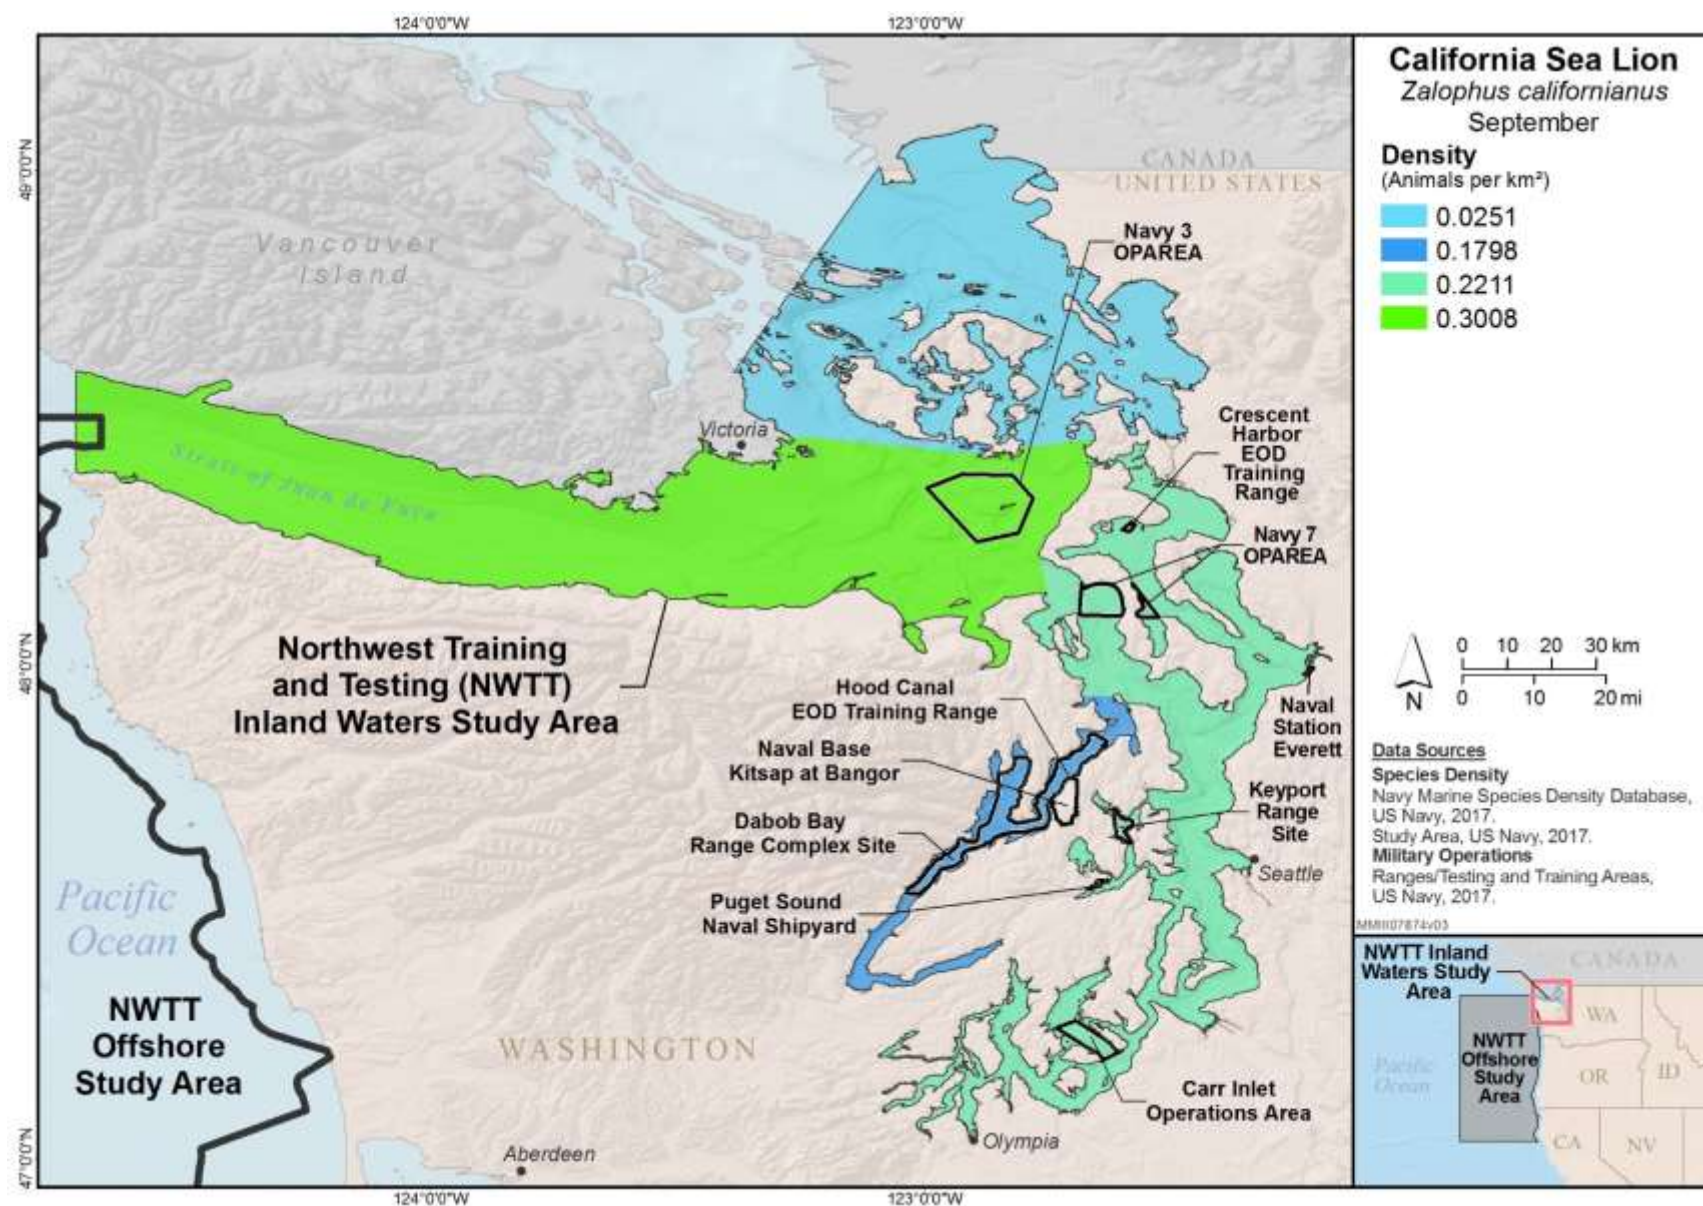 124°0'0"W
123°0'0"W
49°0'0"N
48°0'0"N
47°0'0"N
CANADA
UNITED STATES
Vancouver
Island
Navy 3
OPAREA
Victoria
Strait of Juan de Fuca
Crescent
Harbor
EOD
Training
Range
Navy 7
OPAREA
Northwest Training
and Testing (NWTT)
Inland Waters Study Area
Hood Canal
EOD Training Range
Naval Base
Kitsap at Bangor
Dabob Bay
Range Complex Site
Puget Sound
Naval Shipyard
Naval
Station
Everett
Keyport
Range
Site
Seattle
Pacific
Ocean
NWTT
Offshore
Study Area
WASHINGTON
Carr Inlet
Operations Area
Olympia
Aberdeen
124°0'0"W
123°0'0"W
California Sea Lion
Zalophus californianus
September
Density
(Animals per km²)
0.0251
0.1798
0.2211
0.3008
0 10 20 30 km
0 10 20 mi
N
Data Sources
Species Density
Navy Marine Species Density Database,
US Navy, 2017.
Study Area, US Navy, 2017.
Military Operations
Ranges/Testing and Training Areas,
US Navy, 2017.
MMIII07874v03
NWTT Inland
Waters Study
Area
CANADA
WA
NWTT
Offshore
Study
Area
Pacific
Ocean
OR
ID
CA
NV